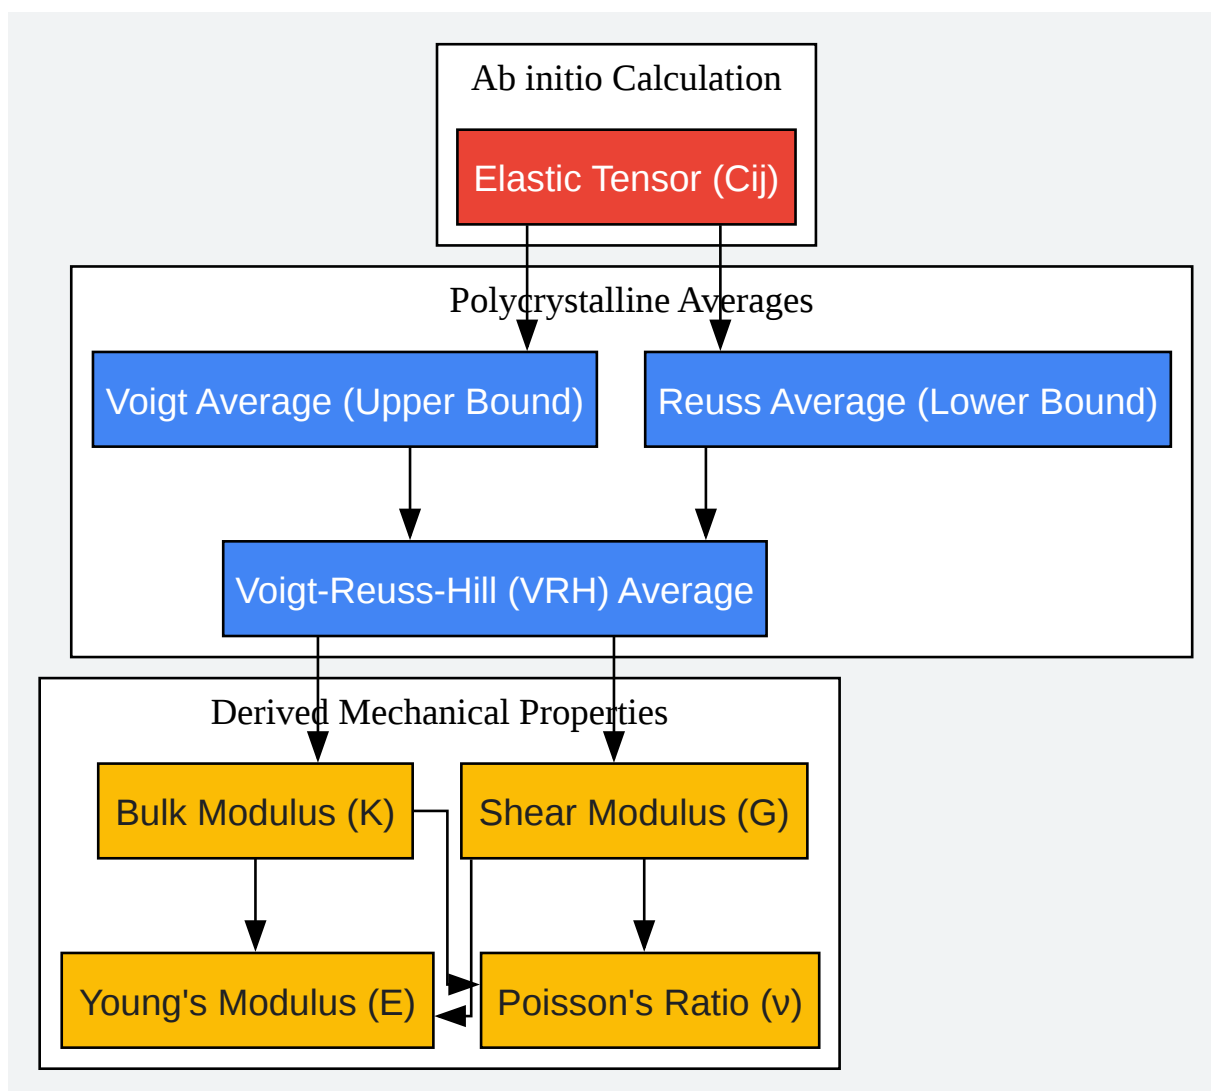 Ab initio Calculation
Elastic Tensor (Cij)
Polycrystalline Averages
Voigt Average (Upper Bound)
Reuss Average (Lower Bound)
Voigt-Reuss-Hill (VRH) Average
Derived Mechanical Properties
Bulk Modulus (K)
Shear Modulus (G)
Young's Modulus (E)
Poisson's Ratio (ν)